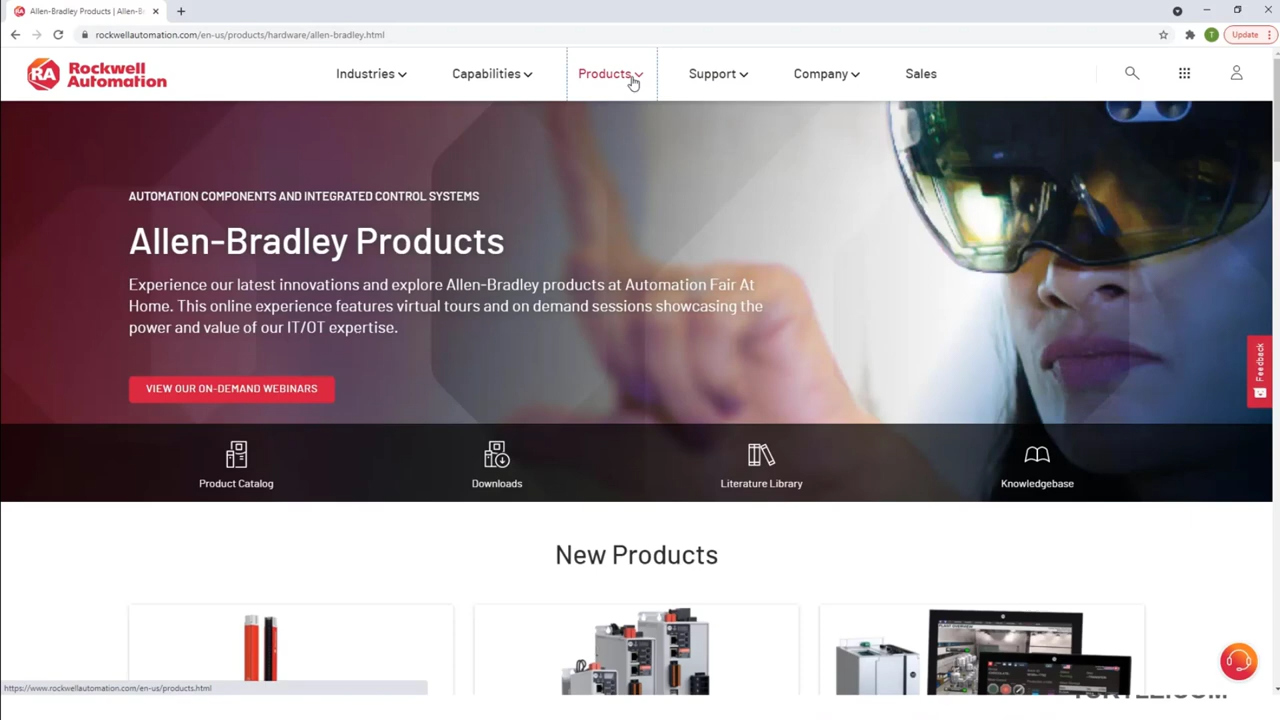 Allen-Bradley Products | Allen-B
rockwellautomation.com/en-us/products/hardware/allen-bradley.html
Update
RA
Rockwell
Automation
Industries
Capabilities
Products
Support
Company
Sales
AUTOMATION COMPONENTS AND INTEGRATED CONTROL SYSTEMS
Allen-Bradley Products
Experience our latest innovations and explore Allen-Bradley products at Automation Fair At
Home. This online experience features virtual tours and on demand sessions showcasing the
power and value of our IT/OT expertise.
VIEW OUR ON-DEMAND WEBINARS
Feedback
Product Catalog
Downloads
Literature Library
Knowledgebase
New Products
https://www.rockwellautomation.com/en-us/products.html